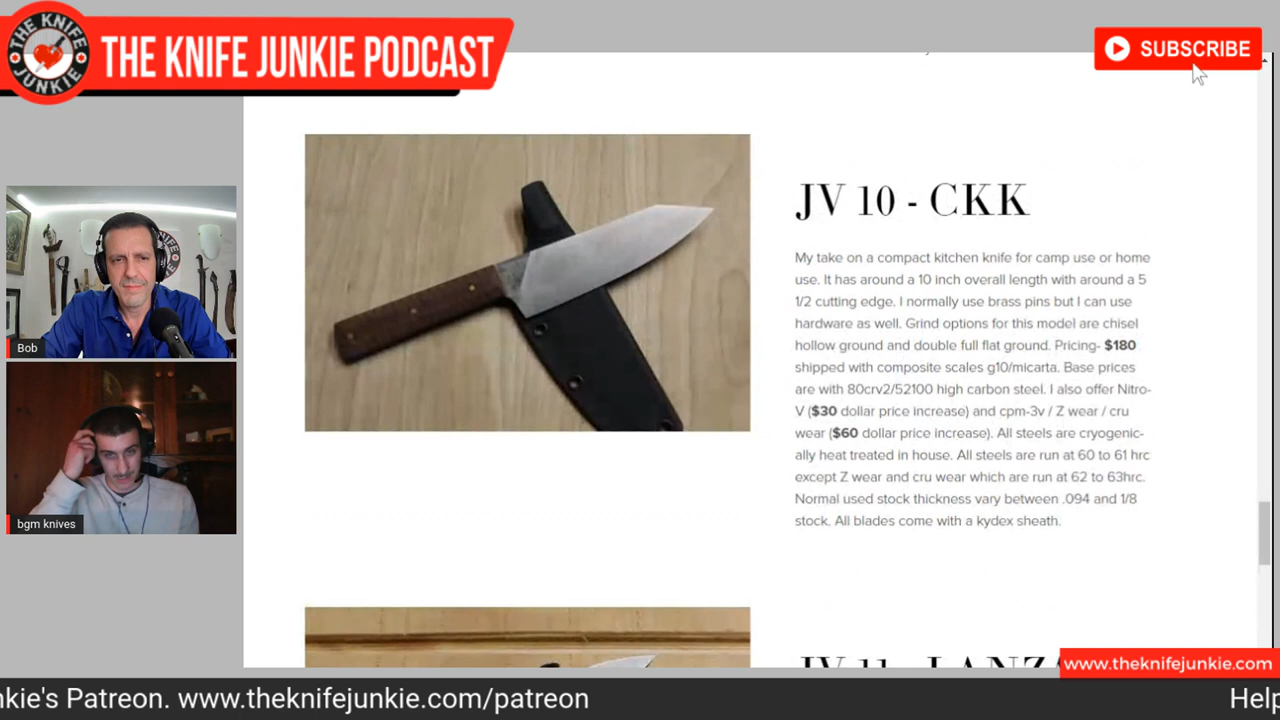 THE KNIFE JUNKIE
THE KNIFE JUNKIE PODCAST
SUBSCRIBE
JV 10 - CKK
My take on a compact kitchen knife for camp use or home
use. It has around a 10 inch overall length with around a 5
1/2 cutting edge. I normally use brass pins but I can use
hardware as well. Grind options for this model are chisel
hollow ground and double full flat ground. Pricing- $180
shipped with composite scales g10/micarta. Base prices
are with 80crv2/52100 high carbon steel. I also offer Nitro-
V ($30 dollar price increase) and cpm-3v / Z wear / cru
wear ($60 dollar price increase). All steels are cryogenic-
ally heat treated in house. All steels are run at 60 to 61 hrc
except Z wear and cru wear which are run at 62 to 63hrc.
Normal used stock thickness vary between .094 and 1/8
stock. All blades come with a kydex sheath.
Bob
bgm knives
JV 11 - LANZA
www.theknifejunkie.com
nkie's Patreon. www.theknifejunkie.com/patreon
Help